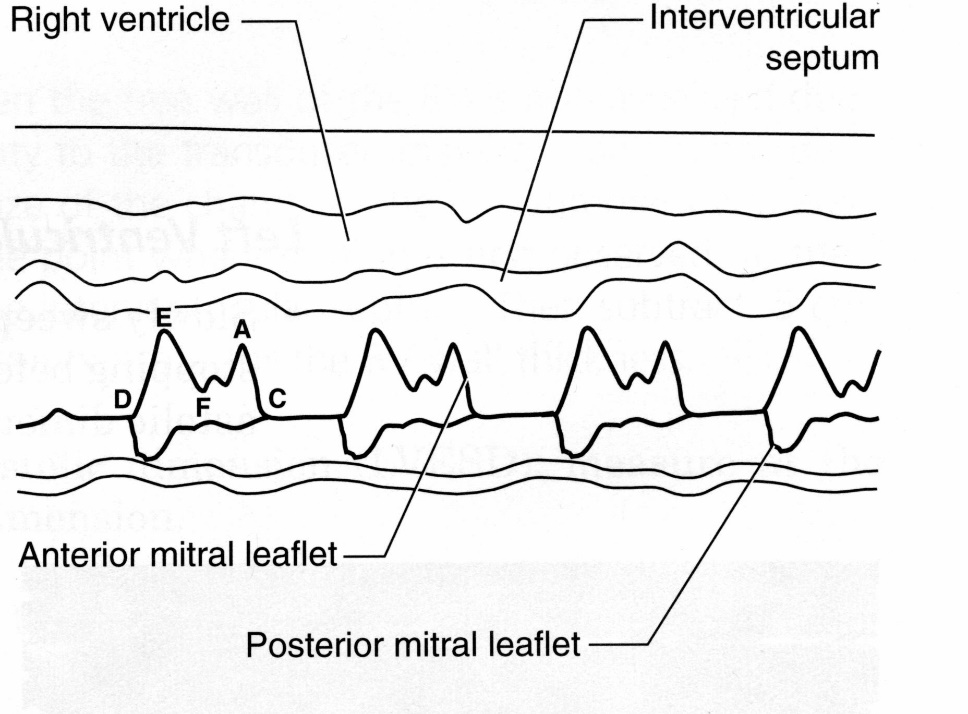 Right ventricle
Interventricular
septum
E
A
D
F
C
Anterior mitral leaflet
Posterior mitral leaflet